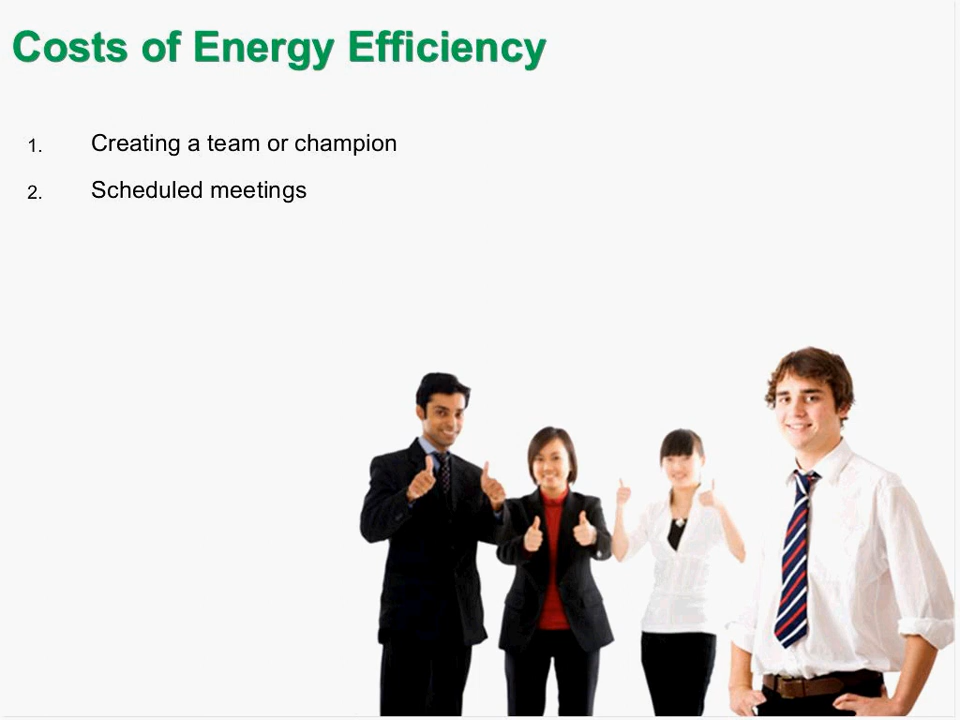 Costs of Energy Efficiency
1. Creating a team or champion
2. Scheduled meetings